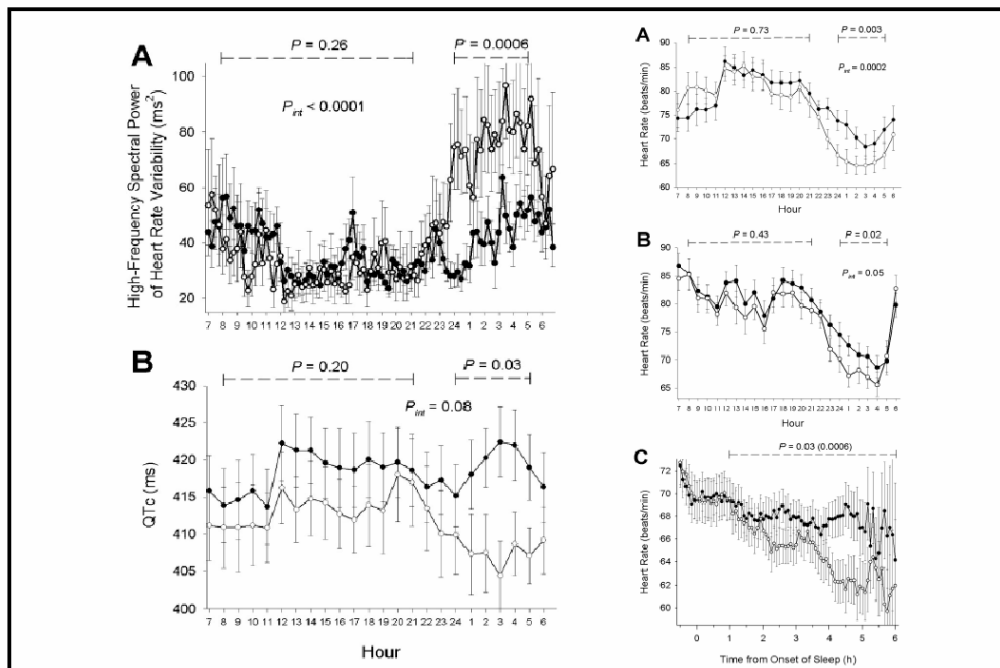 A
P = 0.26
P = 0.0006
P int < 0.0001
High-Frequency Spectral Power
of Heart Rate Variability (ms²)
100
80
60
40
20
7 8 9 10 11 12 13 14 15 16 17 18 19 20 21 22 23 24 1 2 3 4 5 6
B
P = 0.20
P = 0.03
P int = 0.08
QTc (ms)
430
425
420
415
410
405
400
7 8 9 10 11 12 13 14 15 16 17 18 19 20 21 22 23 24 1 2 3 4 5 6
Hour
A
P = 0.73
P = 0.003
P int = 0.0002
Heart Rate (beats/min)
90
85
80
75
70
65
60
7 8 9 10 11 12 13 14 15 16 17 18 19 20 21 22 23 24 1 2 3 4 5 6
Hour
B
P = 0.43
P = 0.02
P int = 0.05
Heart Rate (beats/min)
90
85
80
75
70
65
7 8 9 10 11 12 13 14 15 16 17 18 19 20 21 22 23 24 1 2 3 4 5 6
Hour
C
P = 0.03 (0.0006)
Heart Rate (beats/min)
72
70
68
66
64
62
60
0 1 2 3 4 5 6
Time from Onset of Sleep (h)